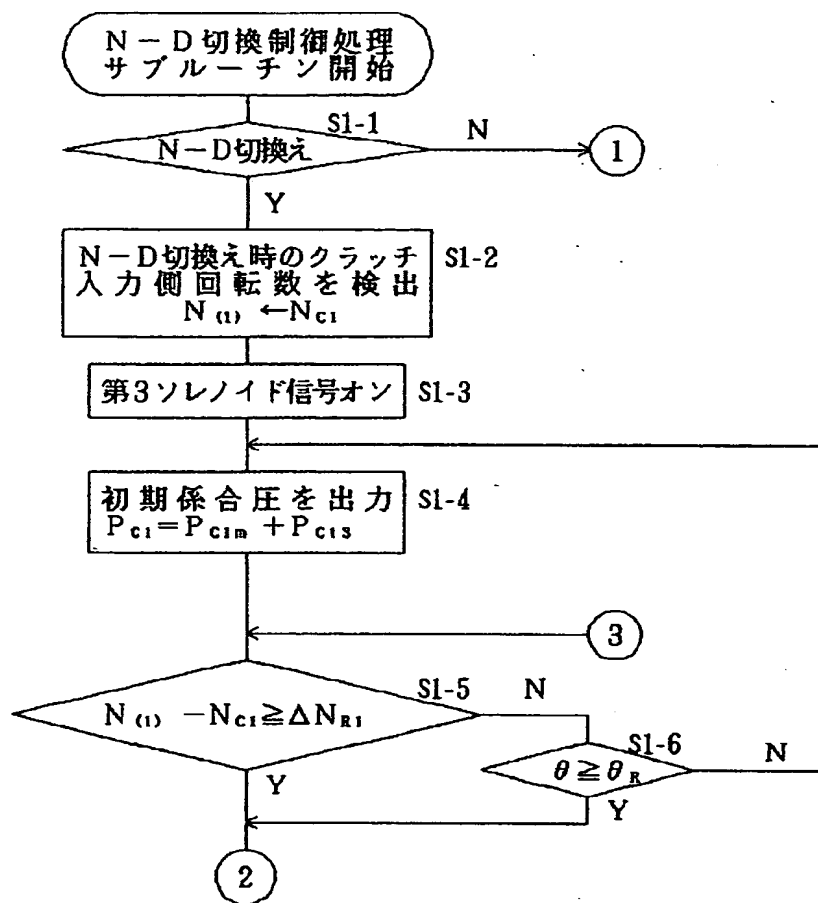 N－D切換制御処理
サブルーチン開始
S1-1
N－D切換え
N
①
Y
N－D切換え時のクラッチ
S1-2
入力側回転数を検出
N(1) ←NC1
第3ソレノイド信号オン
S1-3
初期係合圧を出力
S1-4
PC1＝PC1m ＋PC1S
③
S1-5
N
N(1) －NC1≧ΔNR1
S1-6
N
θ≧θR
Y
Y
②